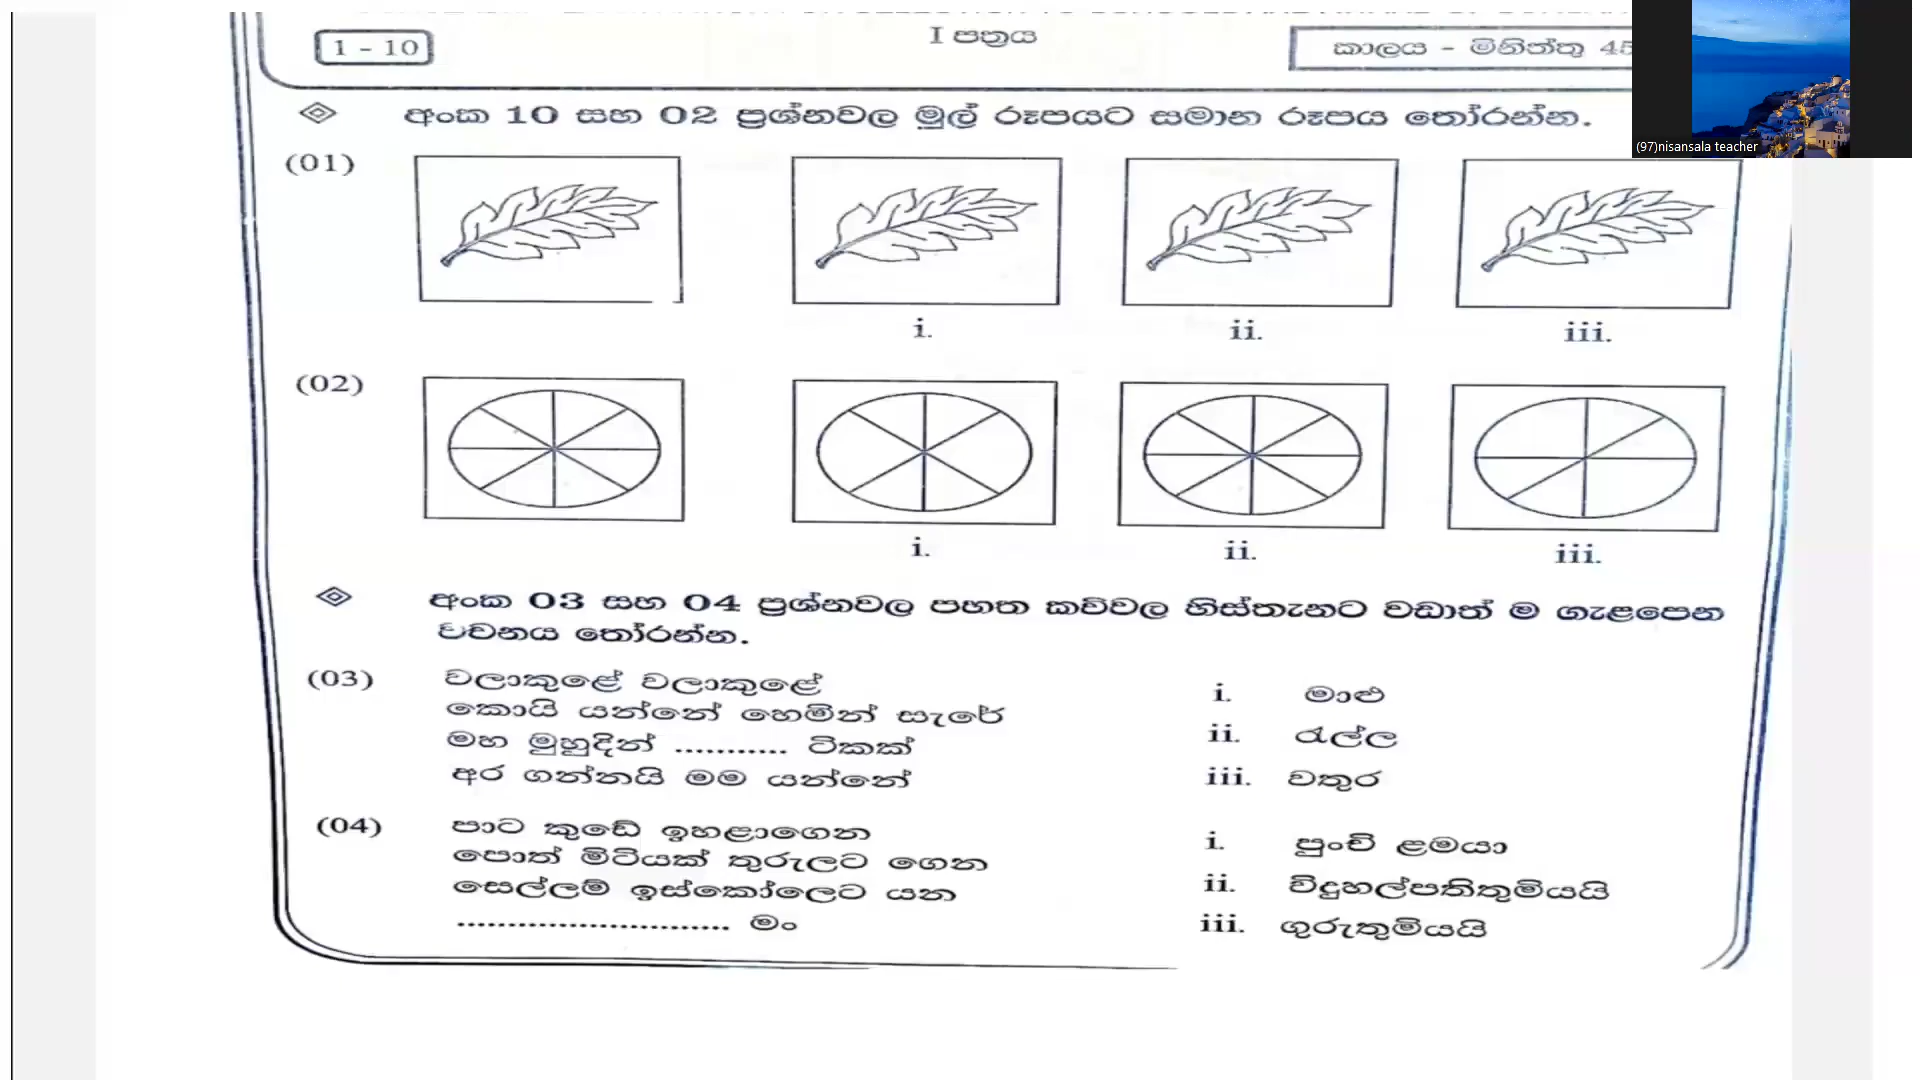 1 - 10
I පත්‍රය
කාලය - මිනිත්තු 45
(97)nisansala teacher
අංක 10 සහ 02 ප්‍රශ්නවල මුල් රූපයට සමාන රූපය තෝරන්න.
(01)
i. ii. iii.
(02)
i. ii. iii.
අංක 03 සහ 04 ප්‍රශ්නවල පහත කවිවල හිස්තැනට වඩාත් ම ගැළපෙන
වචනය තෝරන්න.
(03) වලාකුළේ වලාකුළේ
කොයි යන්නේ හෙමින් සැරේ
මහ මුහුදින් ........... ටිකක්
අර ගන්නයි මම යන්නේ
i. මාළු
ii. රැල්ල
iii. වතුර
(04) පාට කුඩේ ඉහළාගෙන
පොත් මිටියක් තුරුලට ගෙන
සෙල්ලම් ඉස්කෝලෙට යන
........................... මං
i. පුංචි ළමයා
ii. විදුහල්පතිතුමියයි
iii. ගුරුතුමියයි